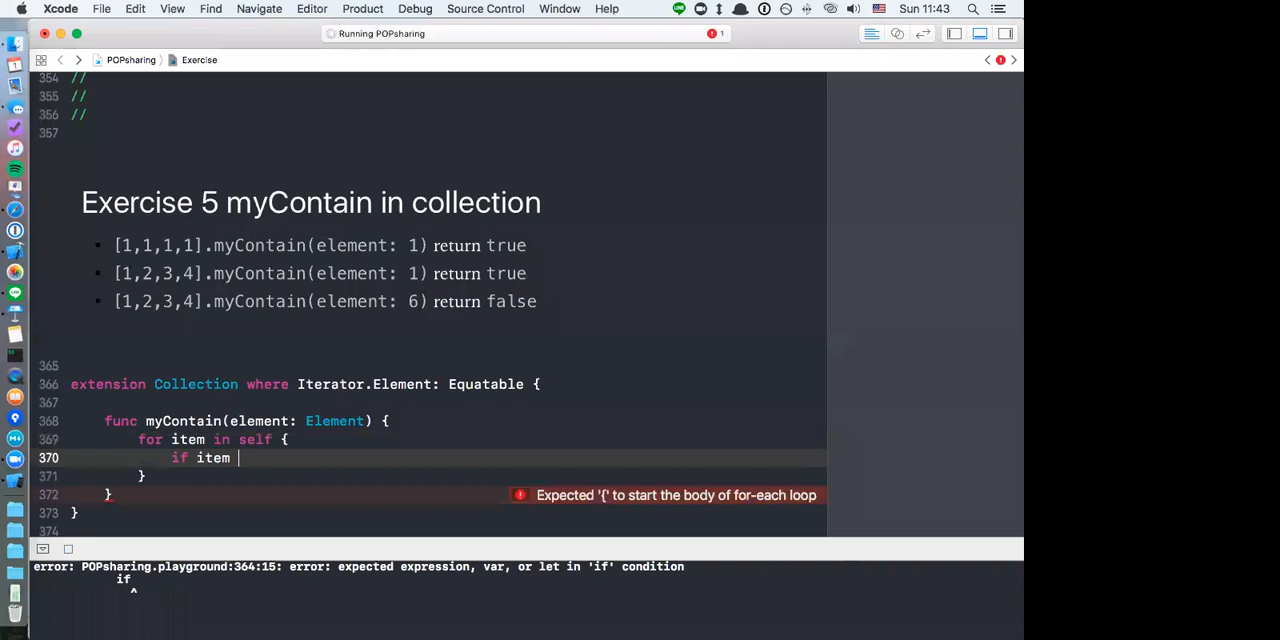 Xcode File Edit View Find Navigate Editor Product Debug Source Control Window Help Sun 11:43
Running POPsharing 1
POPsharing Exercise
354 //
355 //
356 //
357
Exercise 5 myContain in collection
• [1,1,1,1].myContain(element: 1) return true
• [1,2,3,4].myContain(element: 1) return true
• [1,2,3,4].myContain(element: 6) return false
365
366 extension Collection where Iterator.Element: Equatable {
367
368 func myContain(element: Element) {
369 for item in self {
370 if item
371 }
372 } Expected '{' to start the body of for-each loop
373 }
374
error: POPsharing.playground:364:15: error: expected expression, var, or let in 'if' condition
if
^